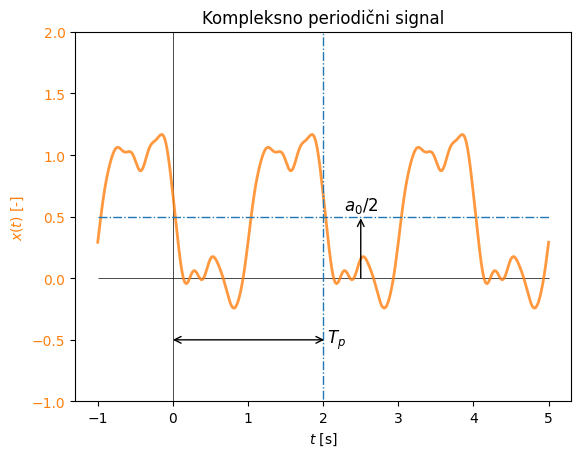 Kompleksno periodični signal
2.0
1.5
1.0
0.5
0.0
−0.5
−1.0
x(t) [-]
a₀/2
Tₚ
−1 0 1 2 3 4 5
t [s]